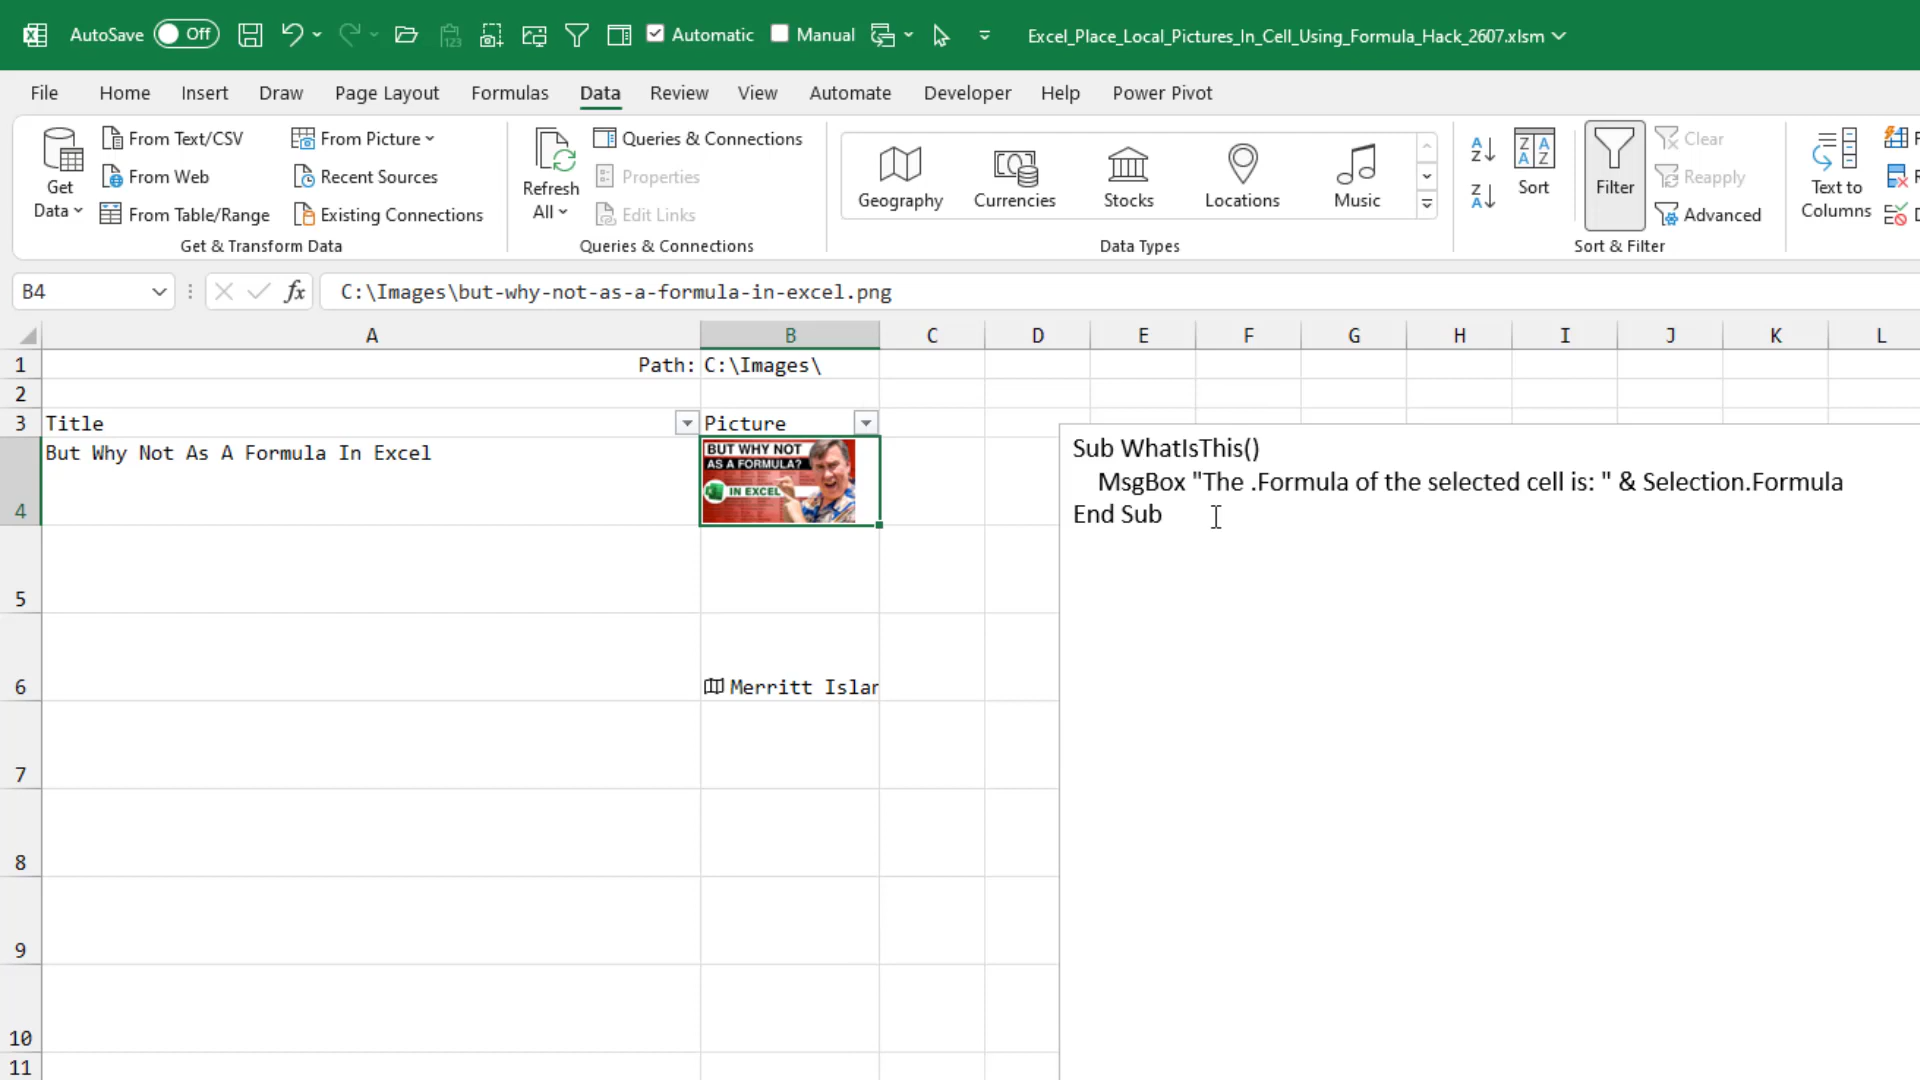 AutoSave Off Automatic Manual Excel_Place_Local_Pictures_In_Cell_Using_Formula_Hack_2607.xlsm
File Home Insert Draw Page Layout Formulas Data Review View Automate Developer Help Power Pivot
Get Data
From Text/CSV
From Web
From Table/Range
From Picture
Recent Sources
Existing Connections
Get & Transform Data
Refresh All
Queries & Connections
Properties
Edit Links
Queries & Connections
Geography Currencies Stocks Locations Music
Data Types
Sort
Filter
Clear
Reapply
Advanced
Sort & Filter
Text to Columns
B4 fx C:\Images\but-why-not-as-a-formula-in-excel.png
A B C D E F G H I J K L
1 Path: C:\Images\
2
3 Title Picture
4 But Why Not As A Formula In Excel
BUT WHY NOT
AS A FORMULA?
IN EXCEL
Sub WhatIsThis()
MsgBox "The .Formula of the selected cell is: " & Selection.Formula
End Sub
5
6 Merritt Islan
7
8
9
10
11